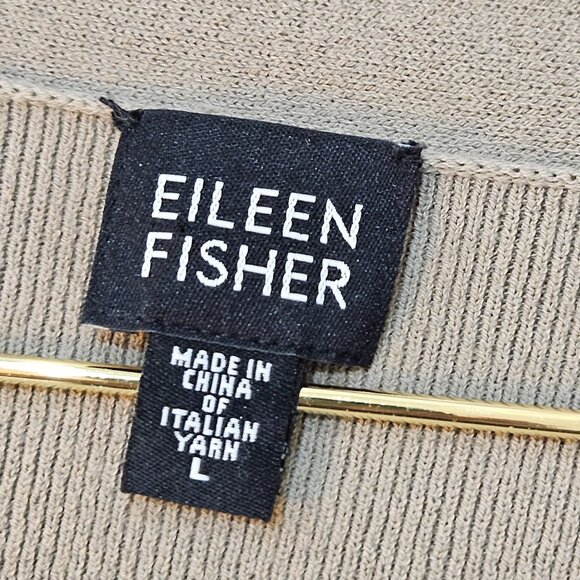 EILEEN
FISHER
MADE IN
CHINA
OF
ITALIAN
YARN
L